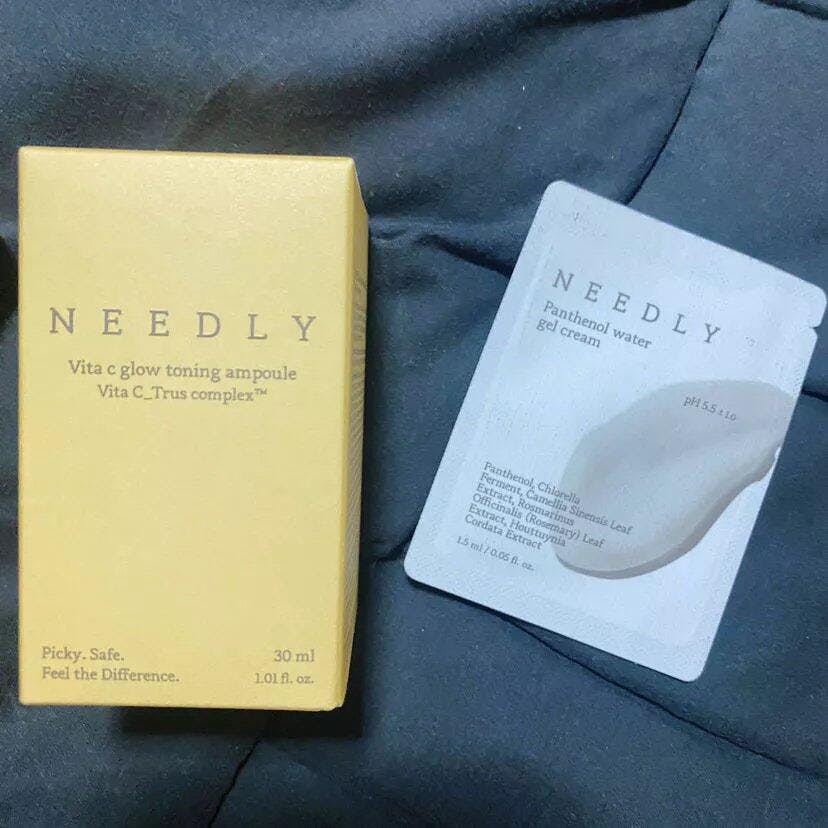 NEEDLY
Vita c glow toning ampoule
Vita C_Trus complex™
Picky. Safe.
Feel the Difference.
30 ml
1.01 fl. oz.
NEEDLY
Panthenol water
gel cream
pH 5.5 ± 1.0
Panthenol, Chlorella
Ferment, Camellia Sinensis Leaf
Extract, Rosmarinus
Officinalis (Rosemary) Leaf
Extract, Houttuynia
Cordata Extract
1.5 ml / 0.05 fl. oz.